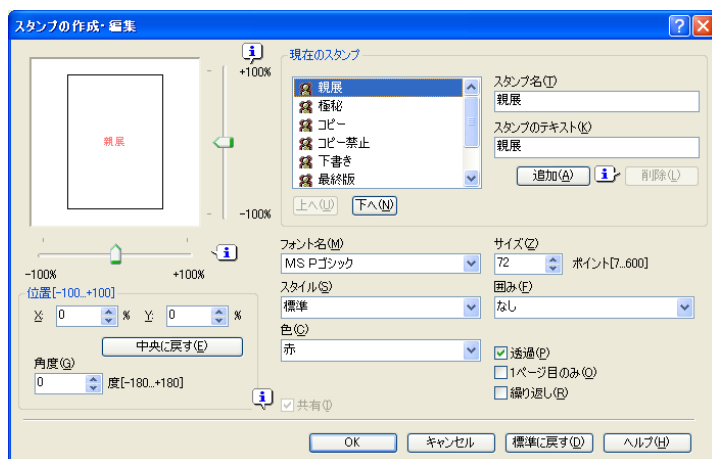 スタンプの作成・編集
+100%
親展
-100%
-100%
+100%
位置[-100...+100]
X:
0
%
Y:
0
%
中央に戻す(E)
角度(G)
0
度[-180...+180]
現在のスタンプ
親展
極秘
コピー
コピー禁止
下書き
最終版
上へ(U)
下へ(N)
スタンプ名(T)
親展
スタンプのテキスト(K)
親展
追加(A)
削除(L)
フォント名(M)
MS Pゴシック
サイズ(Z)
72
ポイント[7..600]
スタイル(S)
標準
囲み(F)
なし
色(C)
赤
透過(P)
1ページ目のみ(O)
繰り返し(R)
共有(I)
OK
キャンセル
標準に戻す(D)
ヘルプ(H)